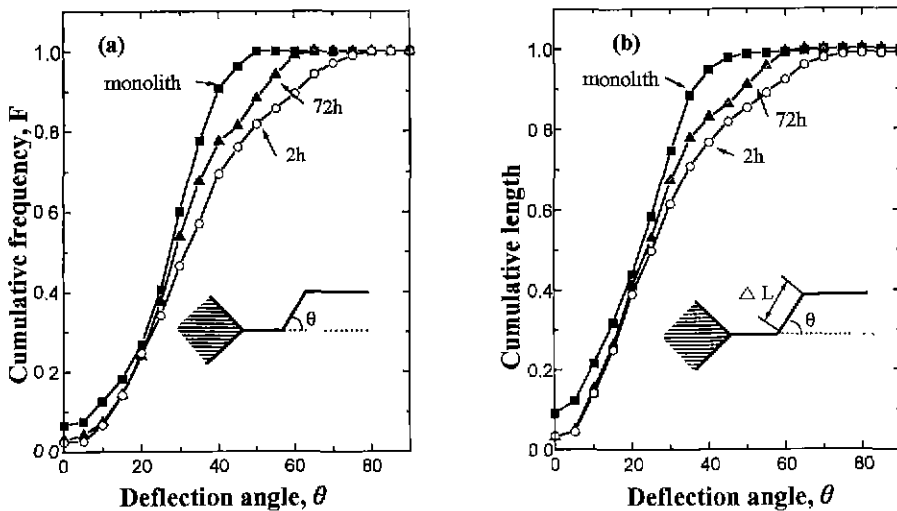 (a)
monolith
72h
2h
θ
Cumulative frequency, F
1.0
0.8
0.6
0.4
0.2
0.0
0
20
40
60
80
Deflection angle, θ
(b)
monolith
72h
2h
△ L
θ
Cumulative length
1.0
0.8
0.6
0.4
0.2
0.0
0
20
40
60
80
Deflection angle, θ